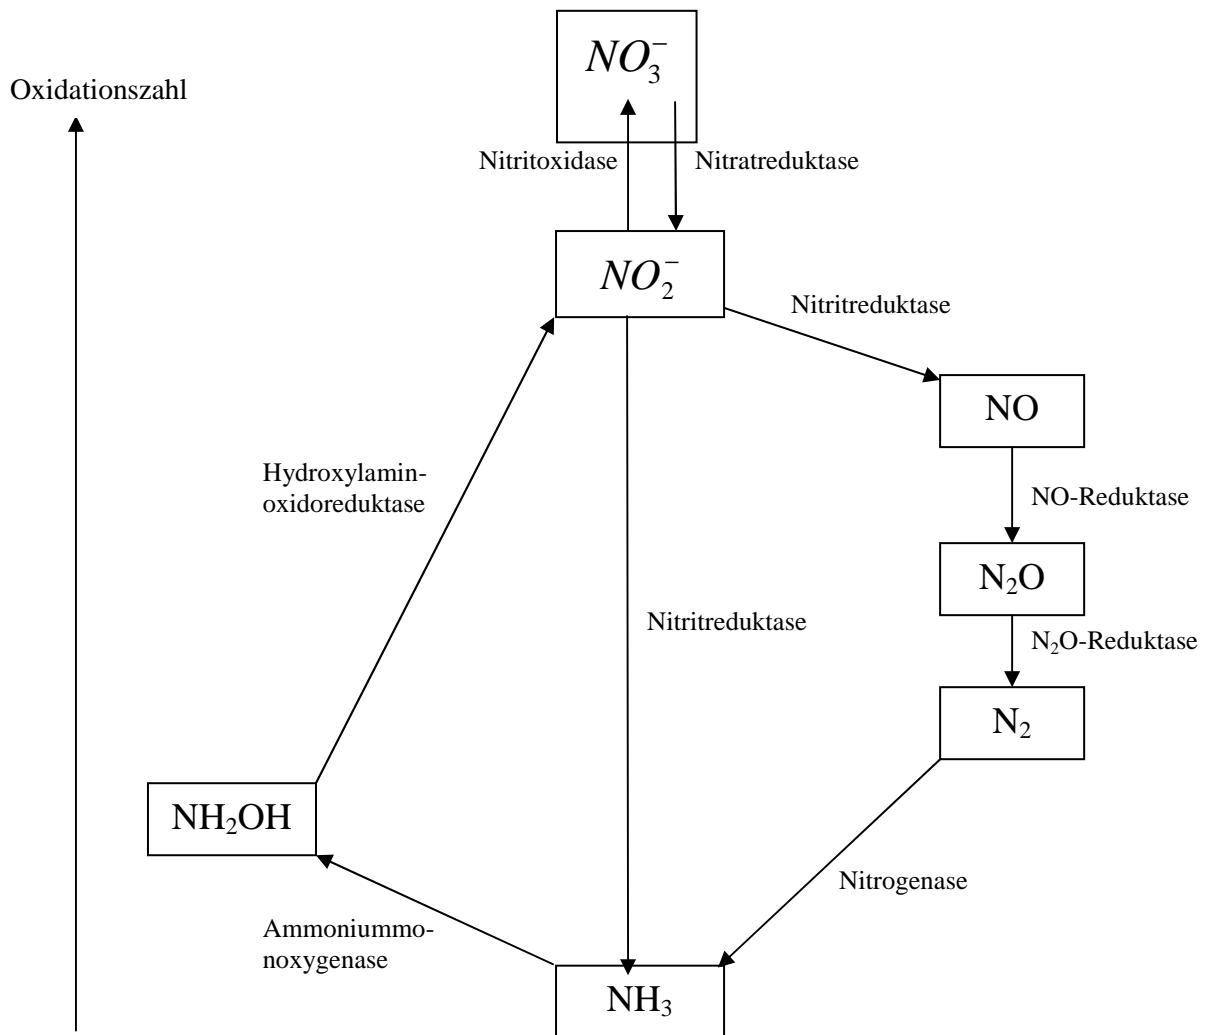 NO₃⁻
Oxidationszahl
Nitritoxidase
Nitratreduktase
NO₂⁻
Nitritreduktase
NO
Hydroxylamin-
oxidoreduktase
NO-Reduktase
N₂O
Nitritreduktase
N₂O-Reduktase
N₂
NH₂OH
Nitrogenase
Ammoniummo-
noxygenase
NH₃